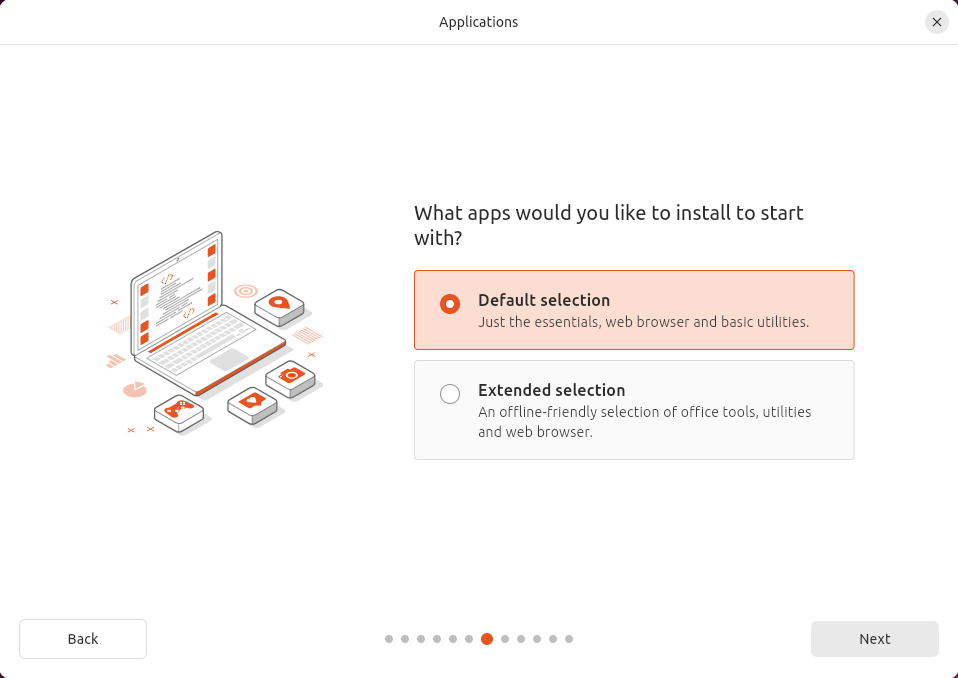 Applications
What apps would you like to install to start
with?
Default selection
Just the essentials, web browser and basic utilities.
Extended selection
An offline-friendly selection of office tools, utilities
and web browser.
Back
Next